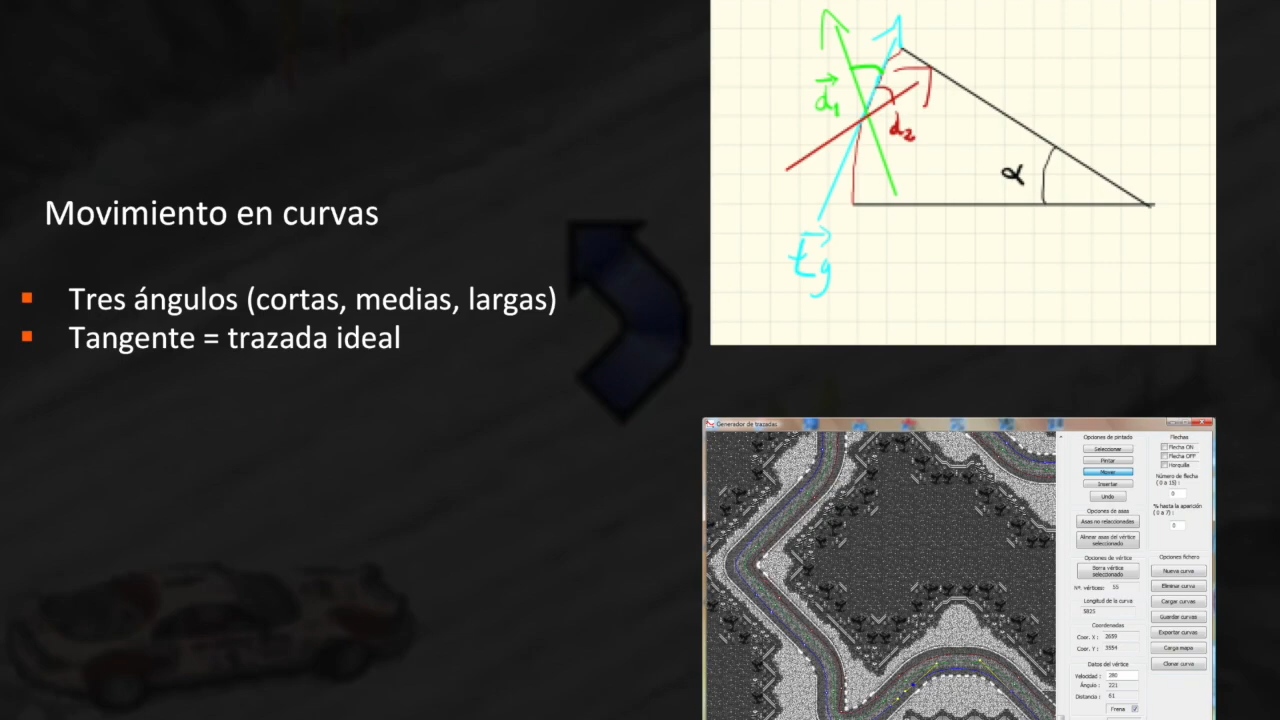 Movimiento en curvas
Tres ángulos (cortas, medias, largas)
Tangente = trazada ideal
d₁
d₂
α
tg
Generador de trazadas
Opciones de pintado
Seleccionar
Pintar
Mover
Insertar
Undo
Opciones de asas
Asas no relacionadas
Alinear asas del vértice
seleccionado
Opciones de vértice
Borra vértice
seleccionado
Nº. vértices: 55
Longitud de la curva
5825
Coordenadas
Coor. X : 2659
Coor. Y : 3554
Datos del vértice
Velocidad : 280
Ángulo : 221
Distancia : 61
Frena
Flechas
Flecha ON
Flecha OFF
Horquilla
Número de flecha
( 0 a 15) :
0
% hasta la aparición
( 0 a 7) :
0
Opciones fichero
Nueva curva
Eliminar curva
Cargar curvas
Guardar curvas
Exportar curvas
Carga mapa
Clonar curva